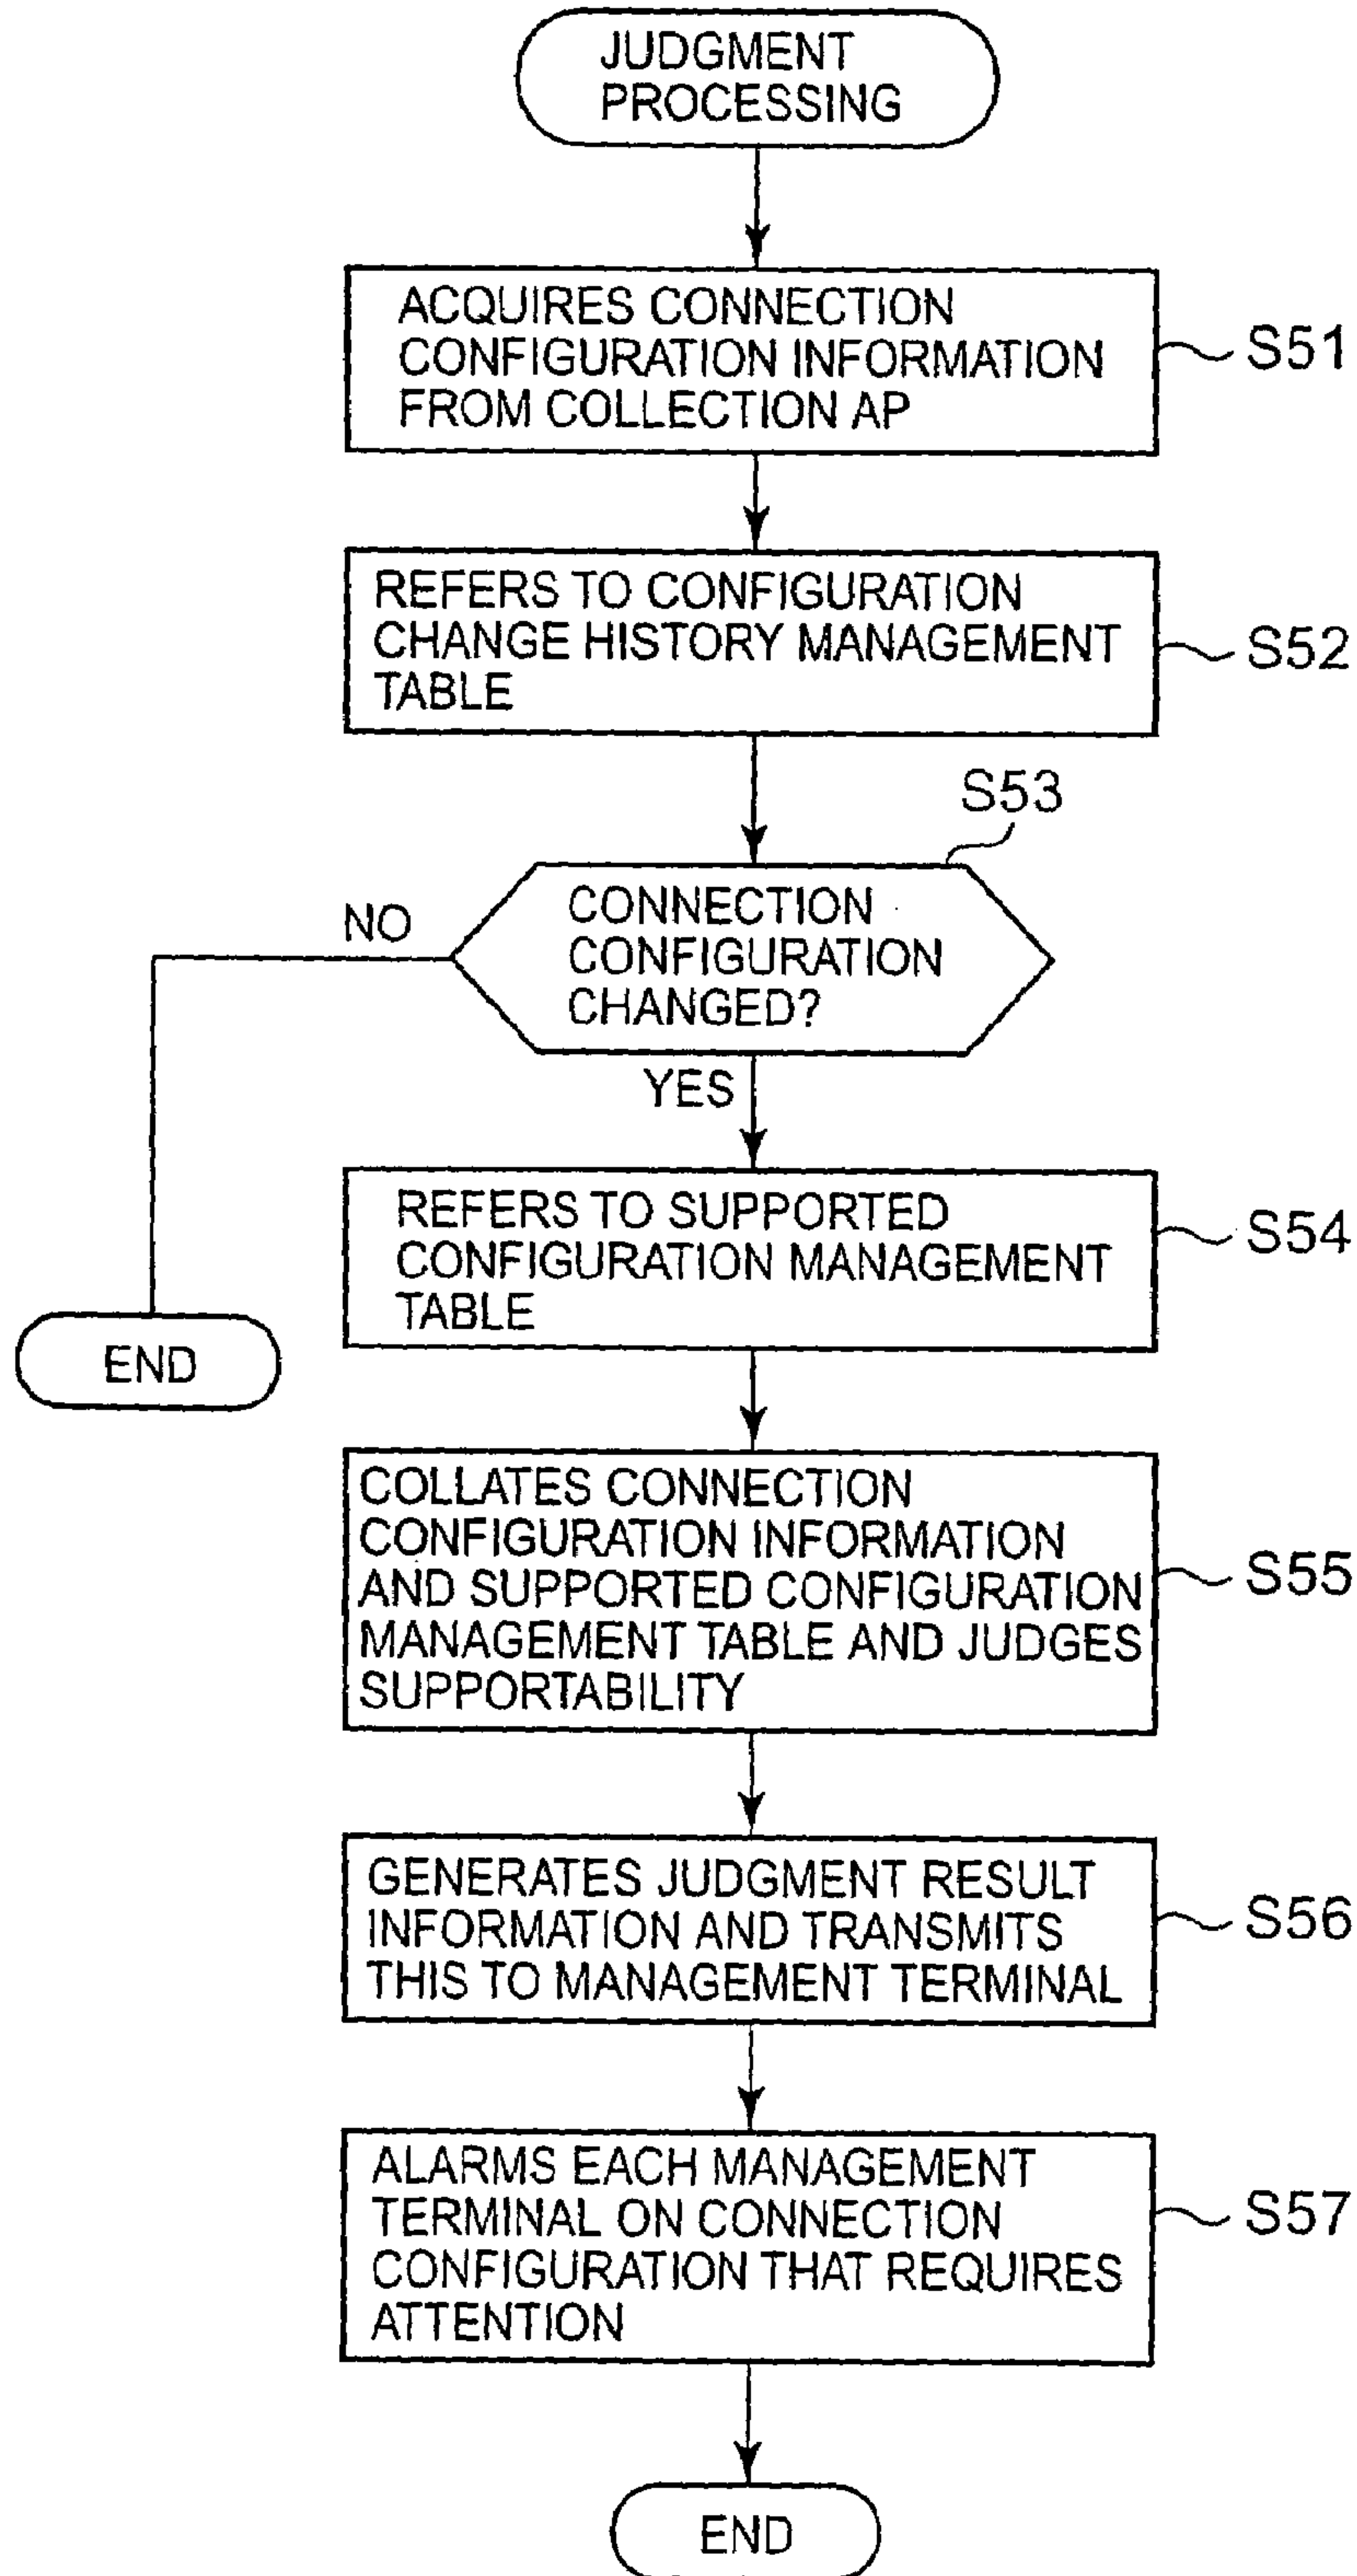 JUDGMENT
PROCESSING
ACQUIRES CONNECTION
CONFIGURATION INFORMATION
FROM COLLECTION AP
S51
REFERS TO CONFIGURATION
CHANGE HISTORY MANAGEMENT
TABLE
S52
S53
CONNECTION
CONFIGURATION
CHANGED?
NO
YES
REFERS TO SUPPORTED
CONFIGURATION MANAGEMENT
TABLE
S54
END
COLLATES CONNECTION
CONFIGURATION INFORMATION
AND SUPPORTED CONFIGURATION
MANAGEMENT TABLE AND JUDGES
SUPPORTABILITY
S55
GENERATES JUDGMENT RESULT
INFORMATION AND TRANSMITS
THIS TO MANAGEMENT TERMINAL
S56
ALARMS EACH MANAGEMENT
TERMINAL ON CONNECTION
CONFIGURATION THAT REQUIRES
ATTENTION
S57
END